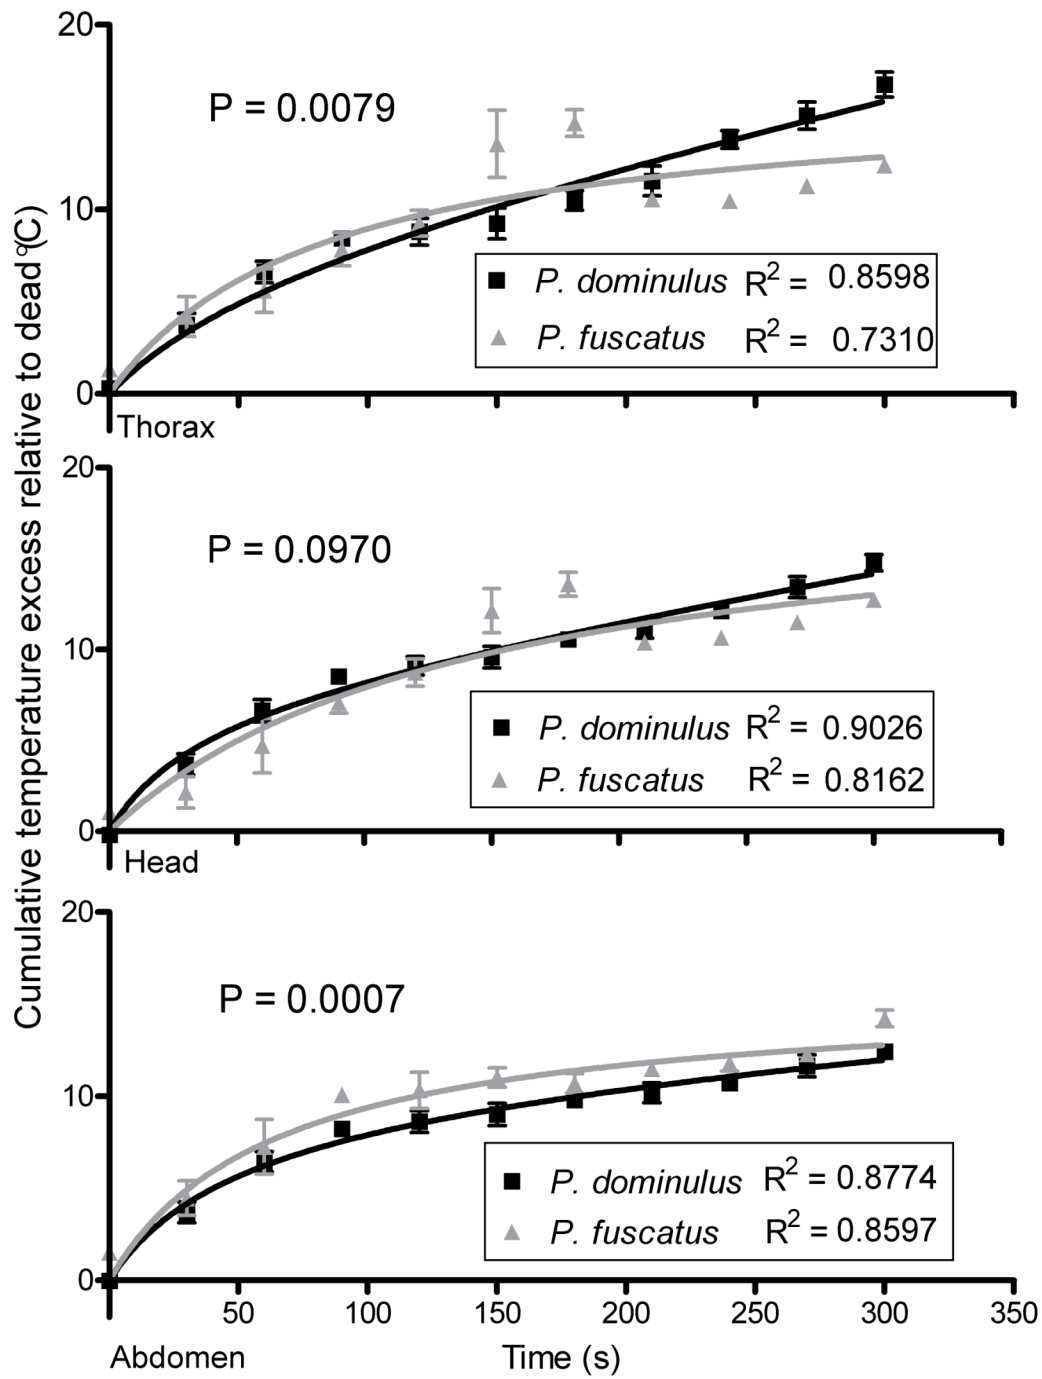 Cumulative temperature excess relative to dead (°C)
20
P = 0.0079
10
P. dominulus R² = 0.8598
P. fuscatus R² = 0.7310
0
Thorax
20
P = 0.0970
10
P. dominulus R² = 0.9026
P. fuscatus R² = 0.8162
0
Head
20
P = 0.0007
10
P. dominulus R² = 0.8774
P. fuscatus R² = 0.8597
0
50 100 150 200 250 300 350
Abdomen
Time (s)